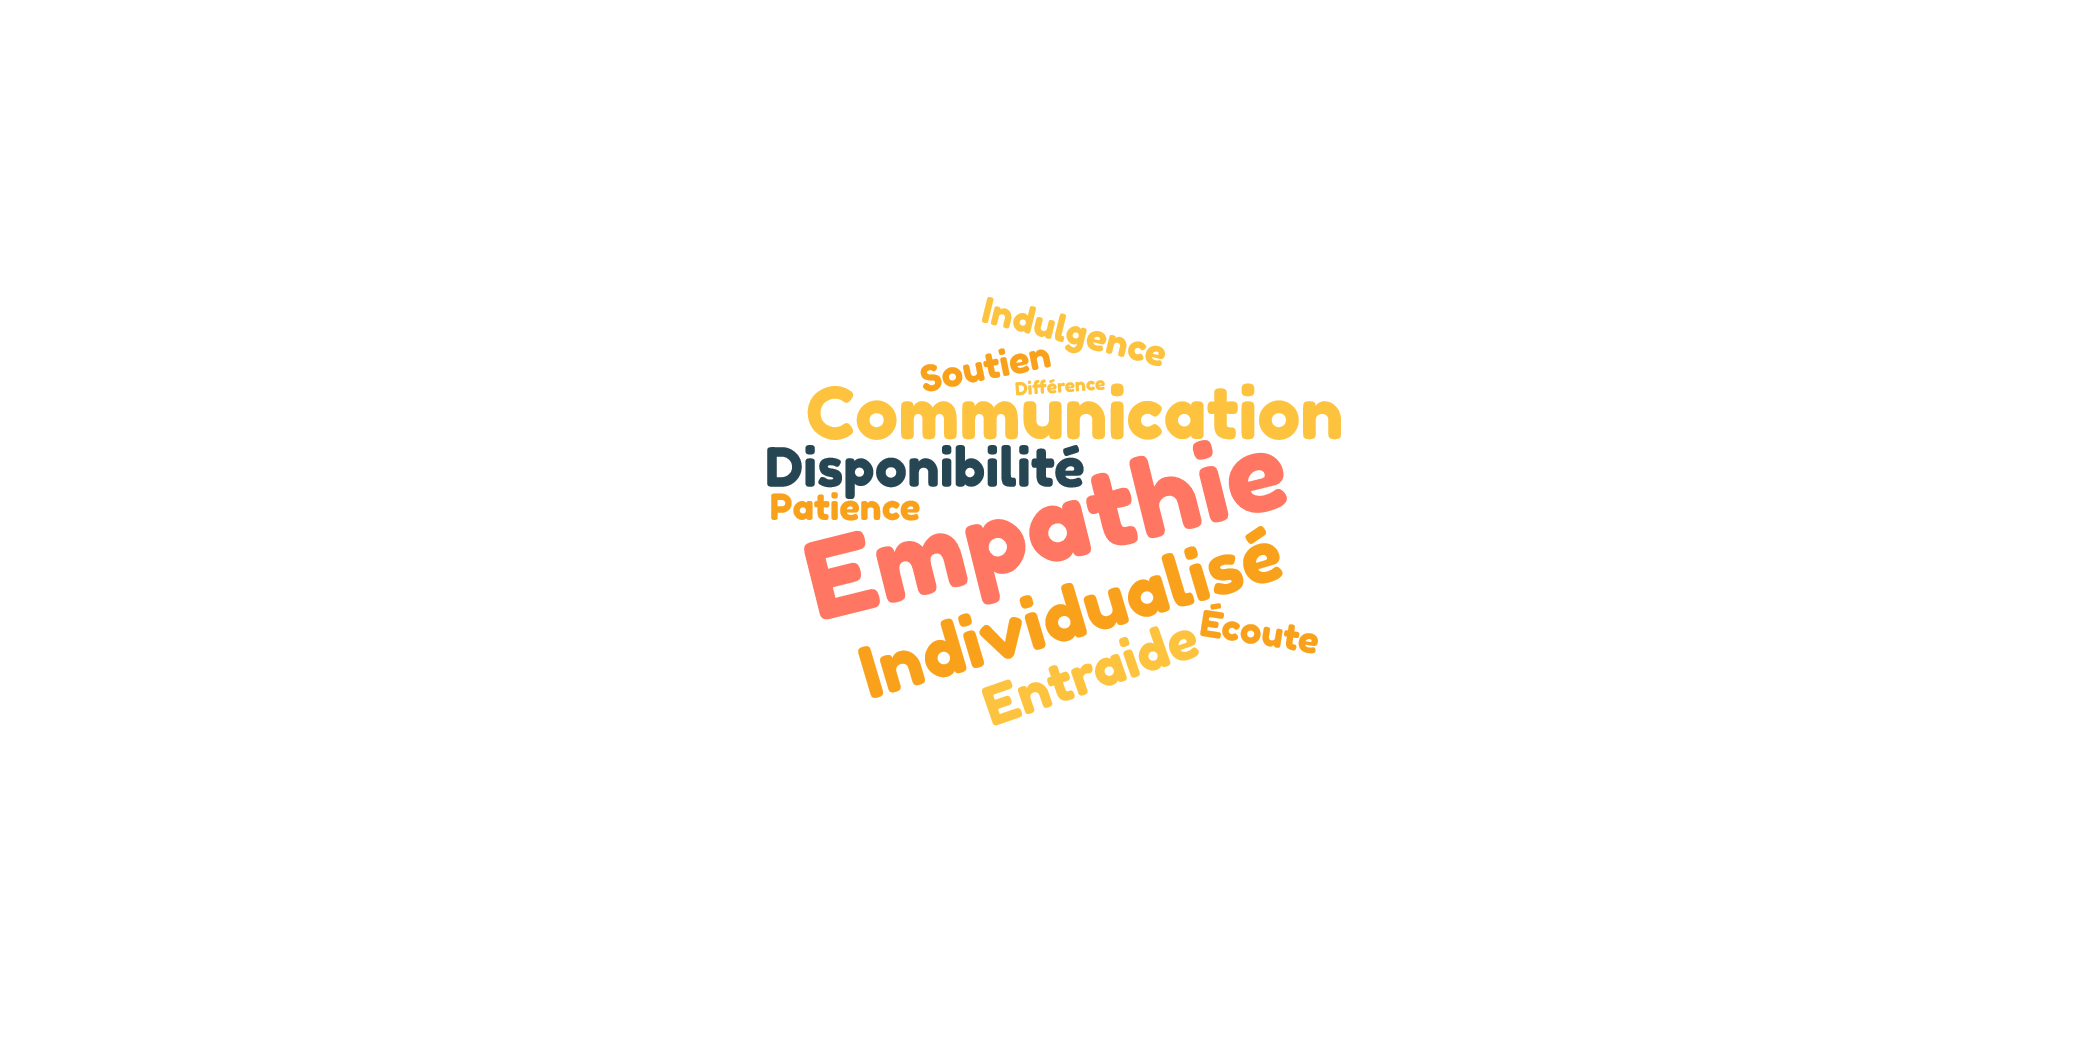 Indulgence
Soutien
Différence
Communication
Disponibilité
Patience
Empathie
Individualisé
Écoute
Entraide